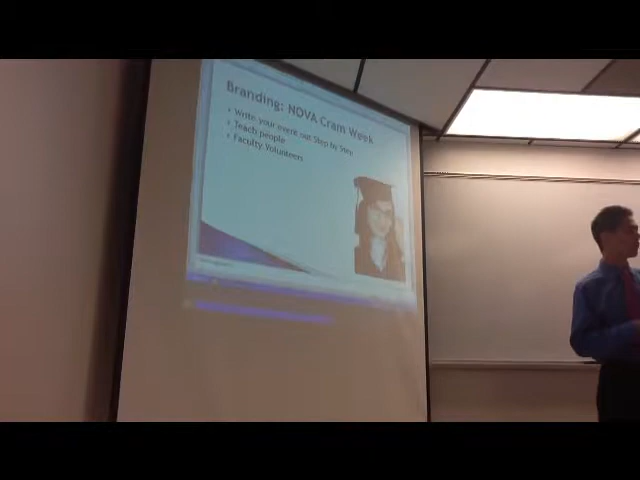 Branding: NOVA Cram Week
• Write your event out Step by Step
• Teach people
• Faculty Volunteers